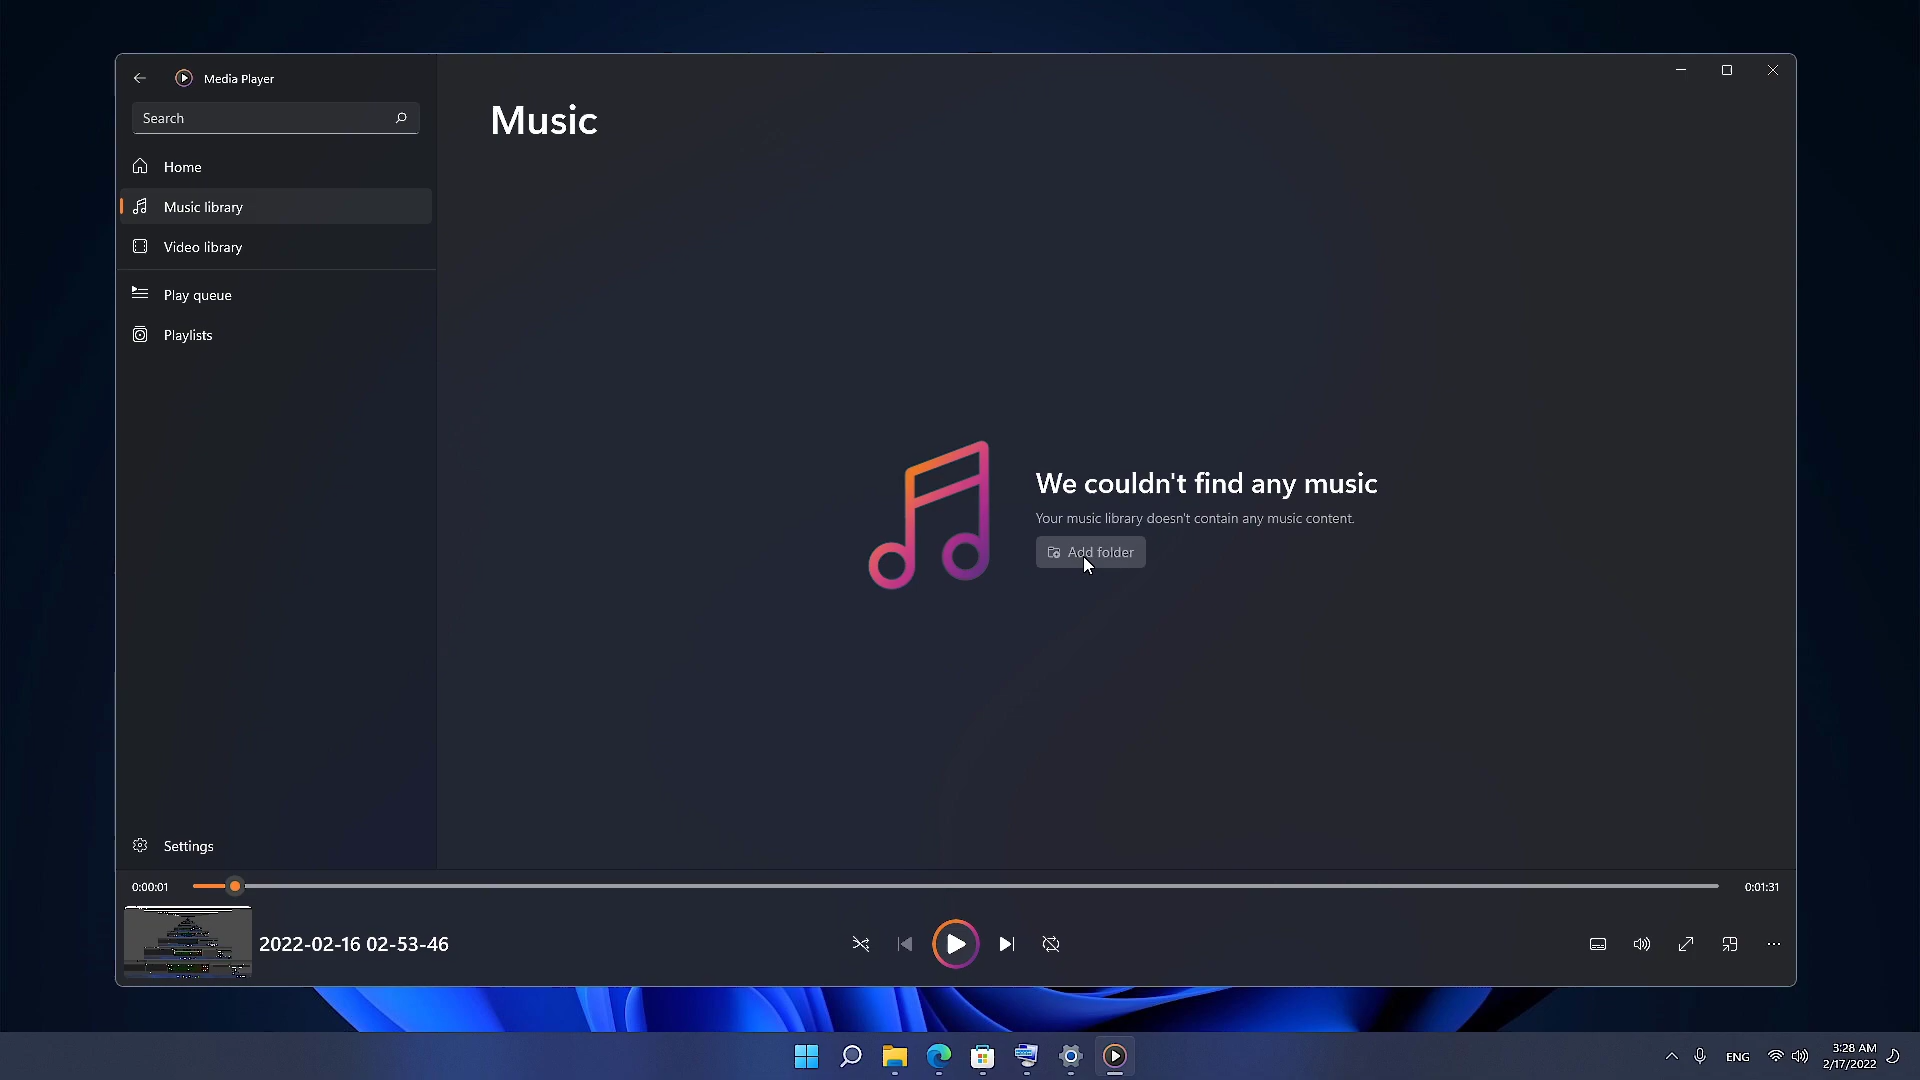 Media Player
Search
Music
Home
Music library
Video library
Play queue
Playlists
We couldn't find any music
Your music library doesn't contain any music content.
Add folder
Settings
0:00:01
0:01:31
2022-02-16 02-53-46
ENG
3:28 AM
2/17/2022